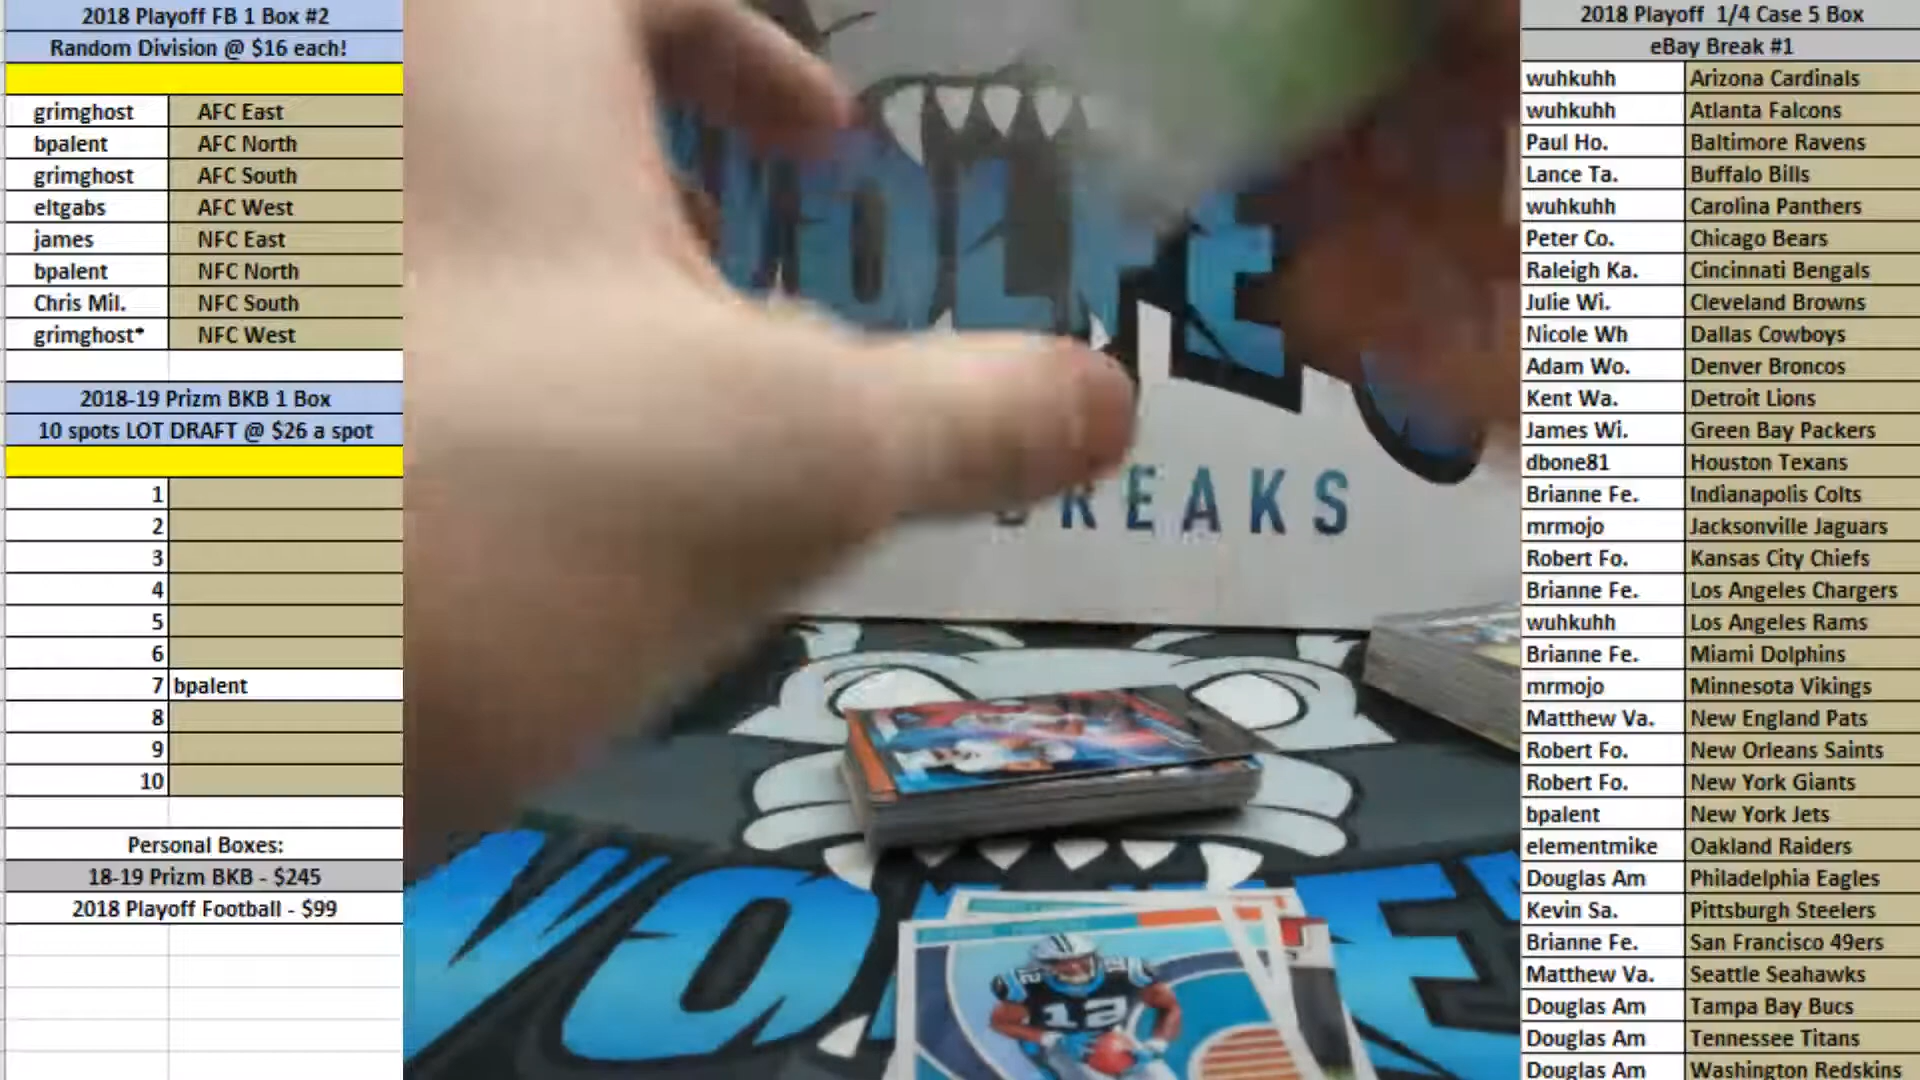 2018 Playoff FB 1 Box #2
Random Division @ $16 each!
grimghost AFC East
bpalent AFC North
grimghost AFC South
eltgabs AFC West
james NFC East
bpalent NFC North
Chris Mil. NFC South
grimghost* NFC West
2018-19 Prizm BKB 1 Box
10 spots LOT DRAFT @ $26 a spot
1
2
3
4
5
6
7 bpalent
8
9
10
Personal Boxes:
18-19 Prizm BKB - $245
2018 Playoff Football - $99
WOLFE
BREAKS
WOLFE
12
2018 Playoff 1/4 Case 5 Box
eBay Break #1
wuhkuhh Arizona Cardinals
wuhkuhh Atlanta Falcons
Paul Ho. Baltimore Ravens
Lance Ta. Buffalo Bills
wuhkuhh Carolina Panthers
Peter Co. Chicago Bears
Raleigh Ka. Cincinnati Bengals
Julie Wi. Cleveland Browns
Nicole Wh Dallas Cowboys
Adam Wo. Denver Broncos
Kent Wa. Detroit Lions
James Wi. Green Bay Packers
dbone81 Houston Texans
Brianne Fe. Indianapolis Colts
mrmojo Jacksonville Jaguars
Robert Fo. Kansas City Chiefs
Brianne Fe. Los Angeles Chargers
wuhkuhh Los Angeles Rams
Brianne Fe. Miami Dolphins
mrmojo Minnesota Vikings
Matthew Va. New England Pats
Robert Fo. New Orleans Saints
Robert Fo. New York Giants
bpalent New York Jets
elementmike Oakland Raiders
Douglas Am Philadelphia Eagles
Kevin Sa. Pittsburgh Steelers
Brianne Fe. San Francisco 49ers
Matthew Va. Seattle Seahawks
Douglas Am Tampa Bay Bucs
Douglas Am Tennessee Titans
Douglas Am Washington Redskins